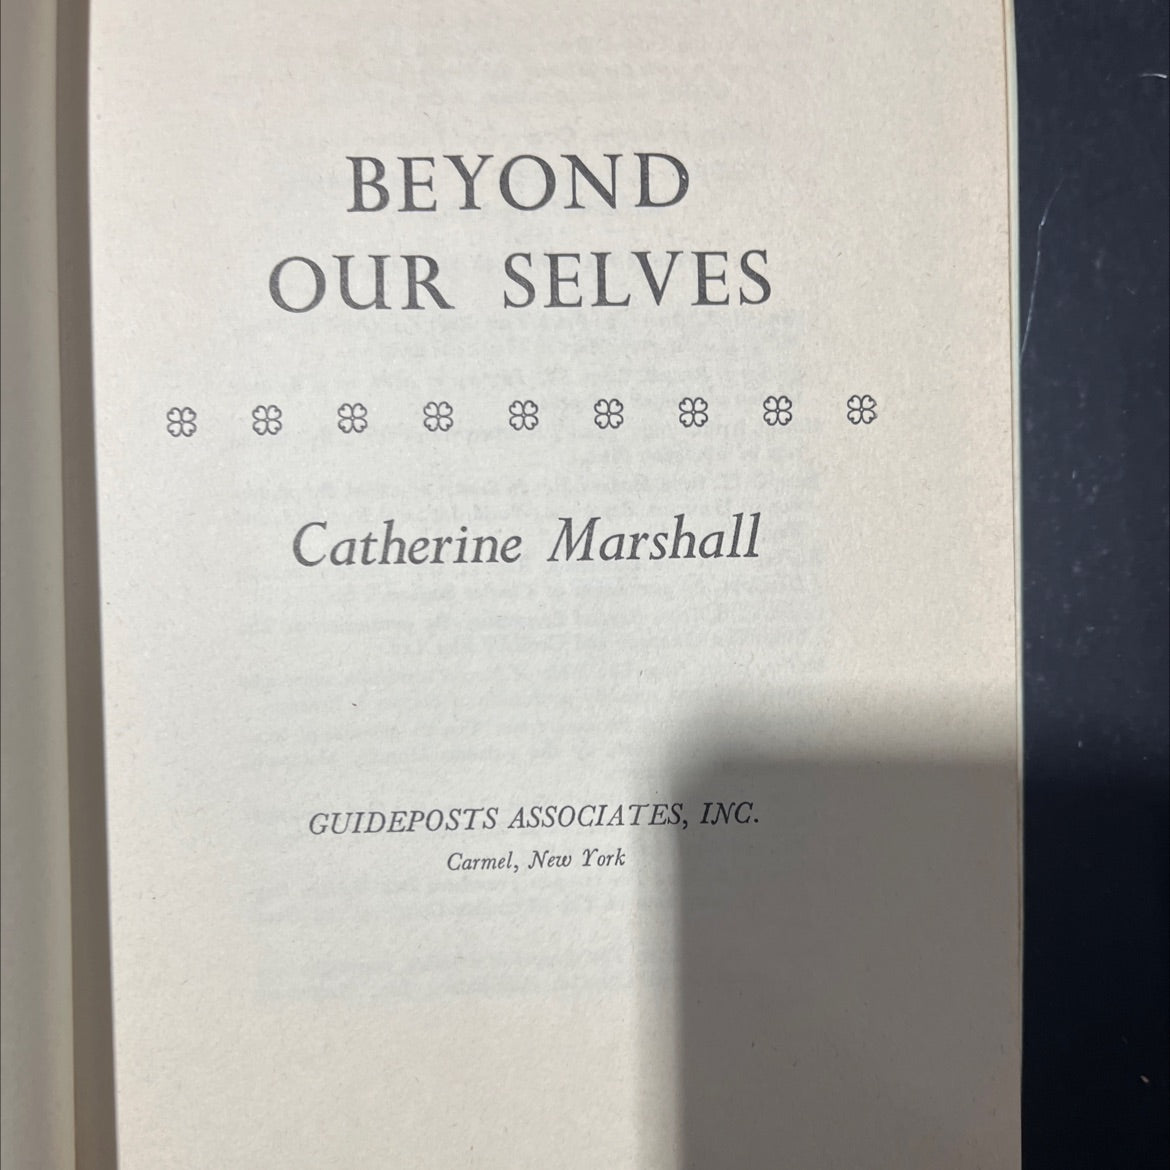 BEYOND
OUR SELVES
Catherine Marshall
GUIDEPOSTS ASSOCIATES, INC.
Carmel, New York